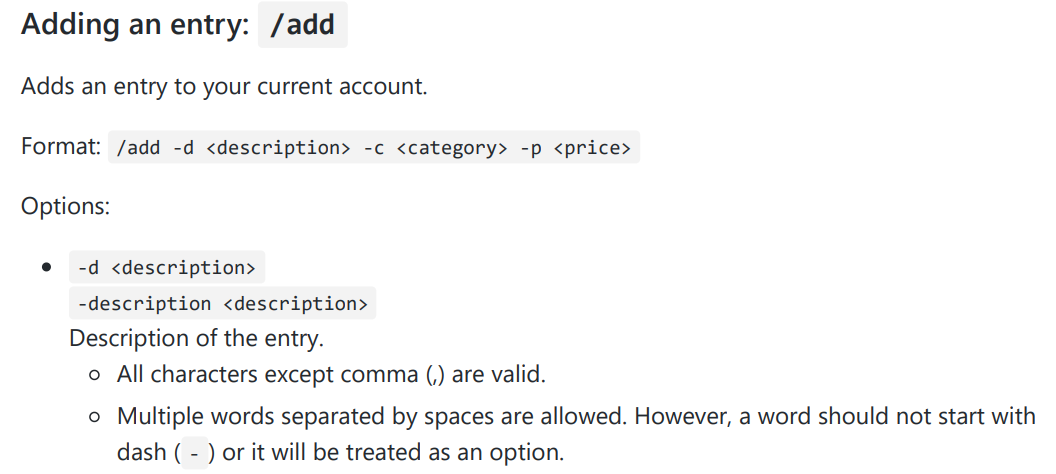 Adding an entry: /add
Adds an entry to your current account.
Format: /add -d <description> -c <category> -p <price>
Options:
-d <description>
-description <description>
Description of the entry.
All characters except comma (,) are valid.
Multiple words separated by spaces are allowed. However, a word should not start with
dash ( - ) or it will be treated as an option.